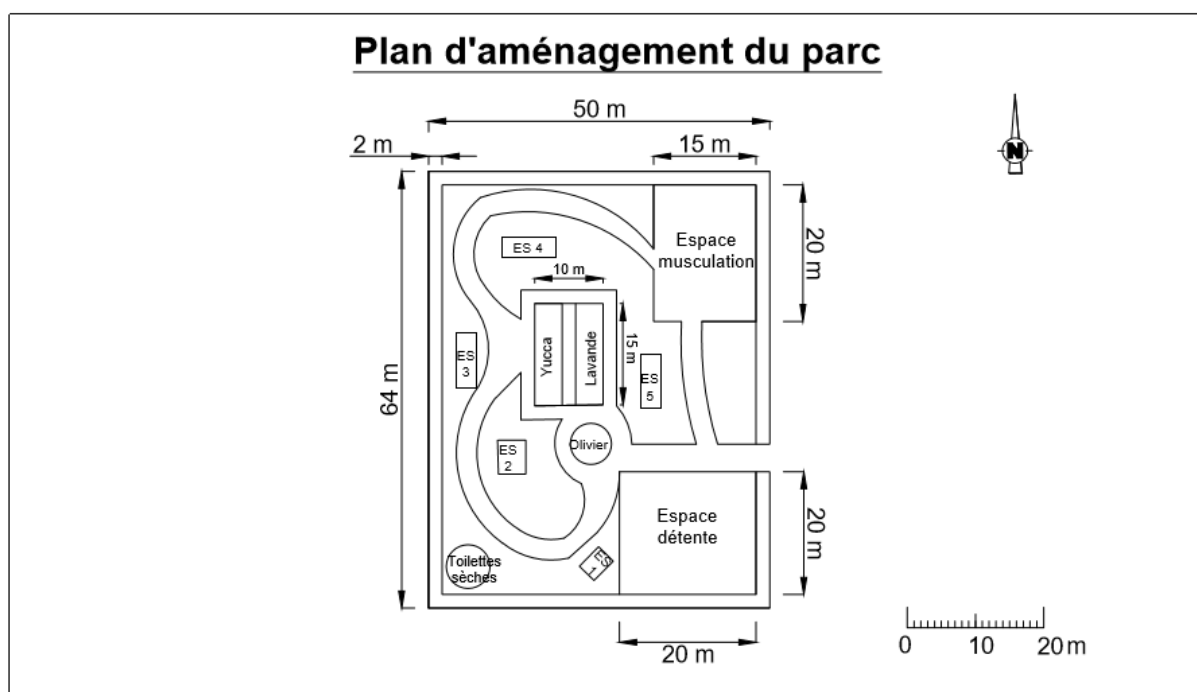 Plan d'aménagement du parc
50 m
2 m
15 m
N
ES 4
Espace
musculation
20 m
10 m
Yucca
Lavande
15 m
ES
3
ES
5
64 m
Olivier
ES
2
Espace
détente
20 m
ES
1
Toilettes
sèches
20 m
0 10 20 m